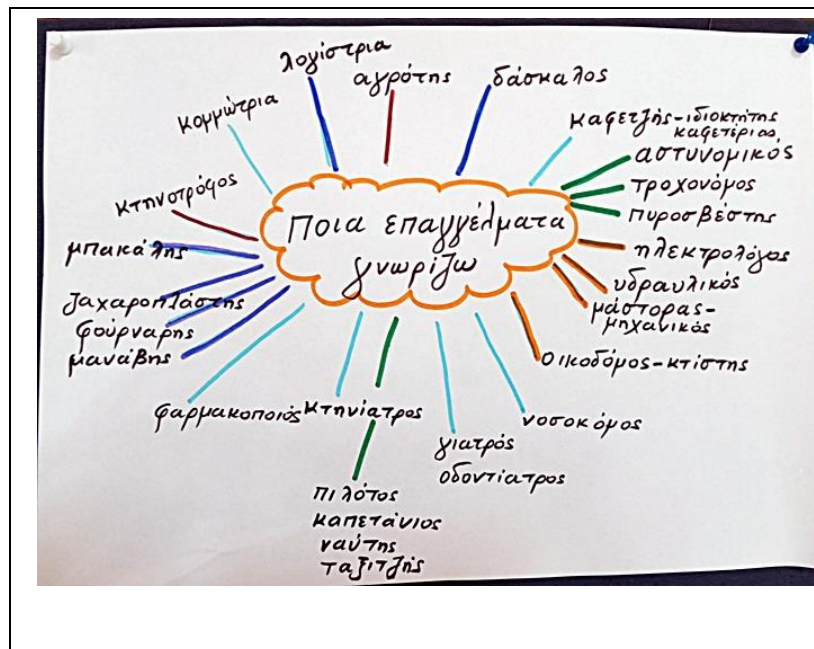 Ποια επαγγέλματα
γνωρίζω
λογίστρια
αγρότης
δάσκαλος
καφετζής-ιδιοκτήτης
καφετέριας
αστυνομικός
τροχονόμος
πυροσβέστης
ηλεκτρολόγος
υδραυλικός
μάστορας-
μηχανικός
οικοδόμος-κτίστης
νοσοκόμος
γιατρός
οδοντίατρος
κτηνίατρος
πιλότος
καπετάνιος
ναύτης
ταξιτζής
φαρμακοποιός
μανάβης
φούρναρης
ζαχαροπλάστης
μπακάλης
κτηνοτρόφος
κομμώτρια